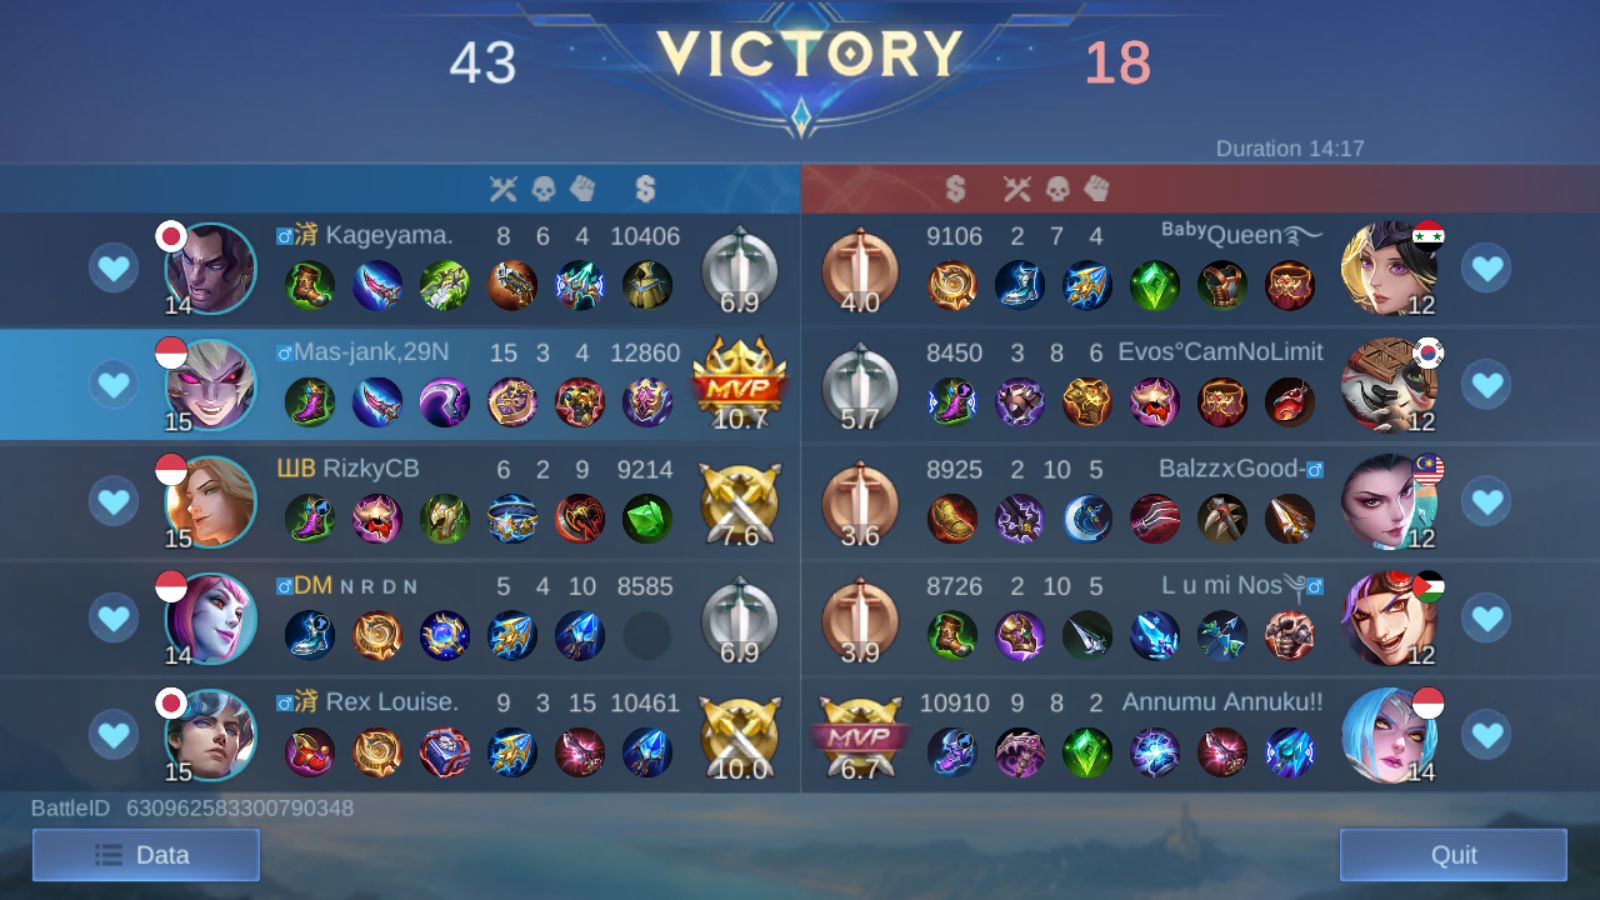 43 VICTORY 18
Duration 14:17
Kageyama. 8 6 4 10406
14 6.9
4.0 9106 2 7 4 BabyQueen
12
Mas-jank,29N 15 3 4 12860
15 MVP 10.7
5.7 8450 3 8 6 Evos°CamNoLimit
12
ШВ RizkyCB 6 2 9 9214
15 7.6
3.6 8925 2 10 5 BalzzxGood-
12
DM N R D N 5 4 10 8585
14 6.9
3.9 8726 2 10 5 L u mi Nos
12
Rex Louise. 9 3 15 10461
15 10.0
MVP 6.7 10910 9 8 2 Annumu Annuku!!
14
BattleID 630962583300790348
Data
Quit